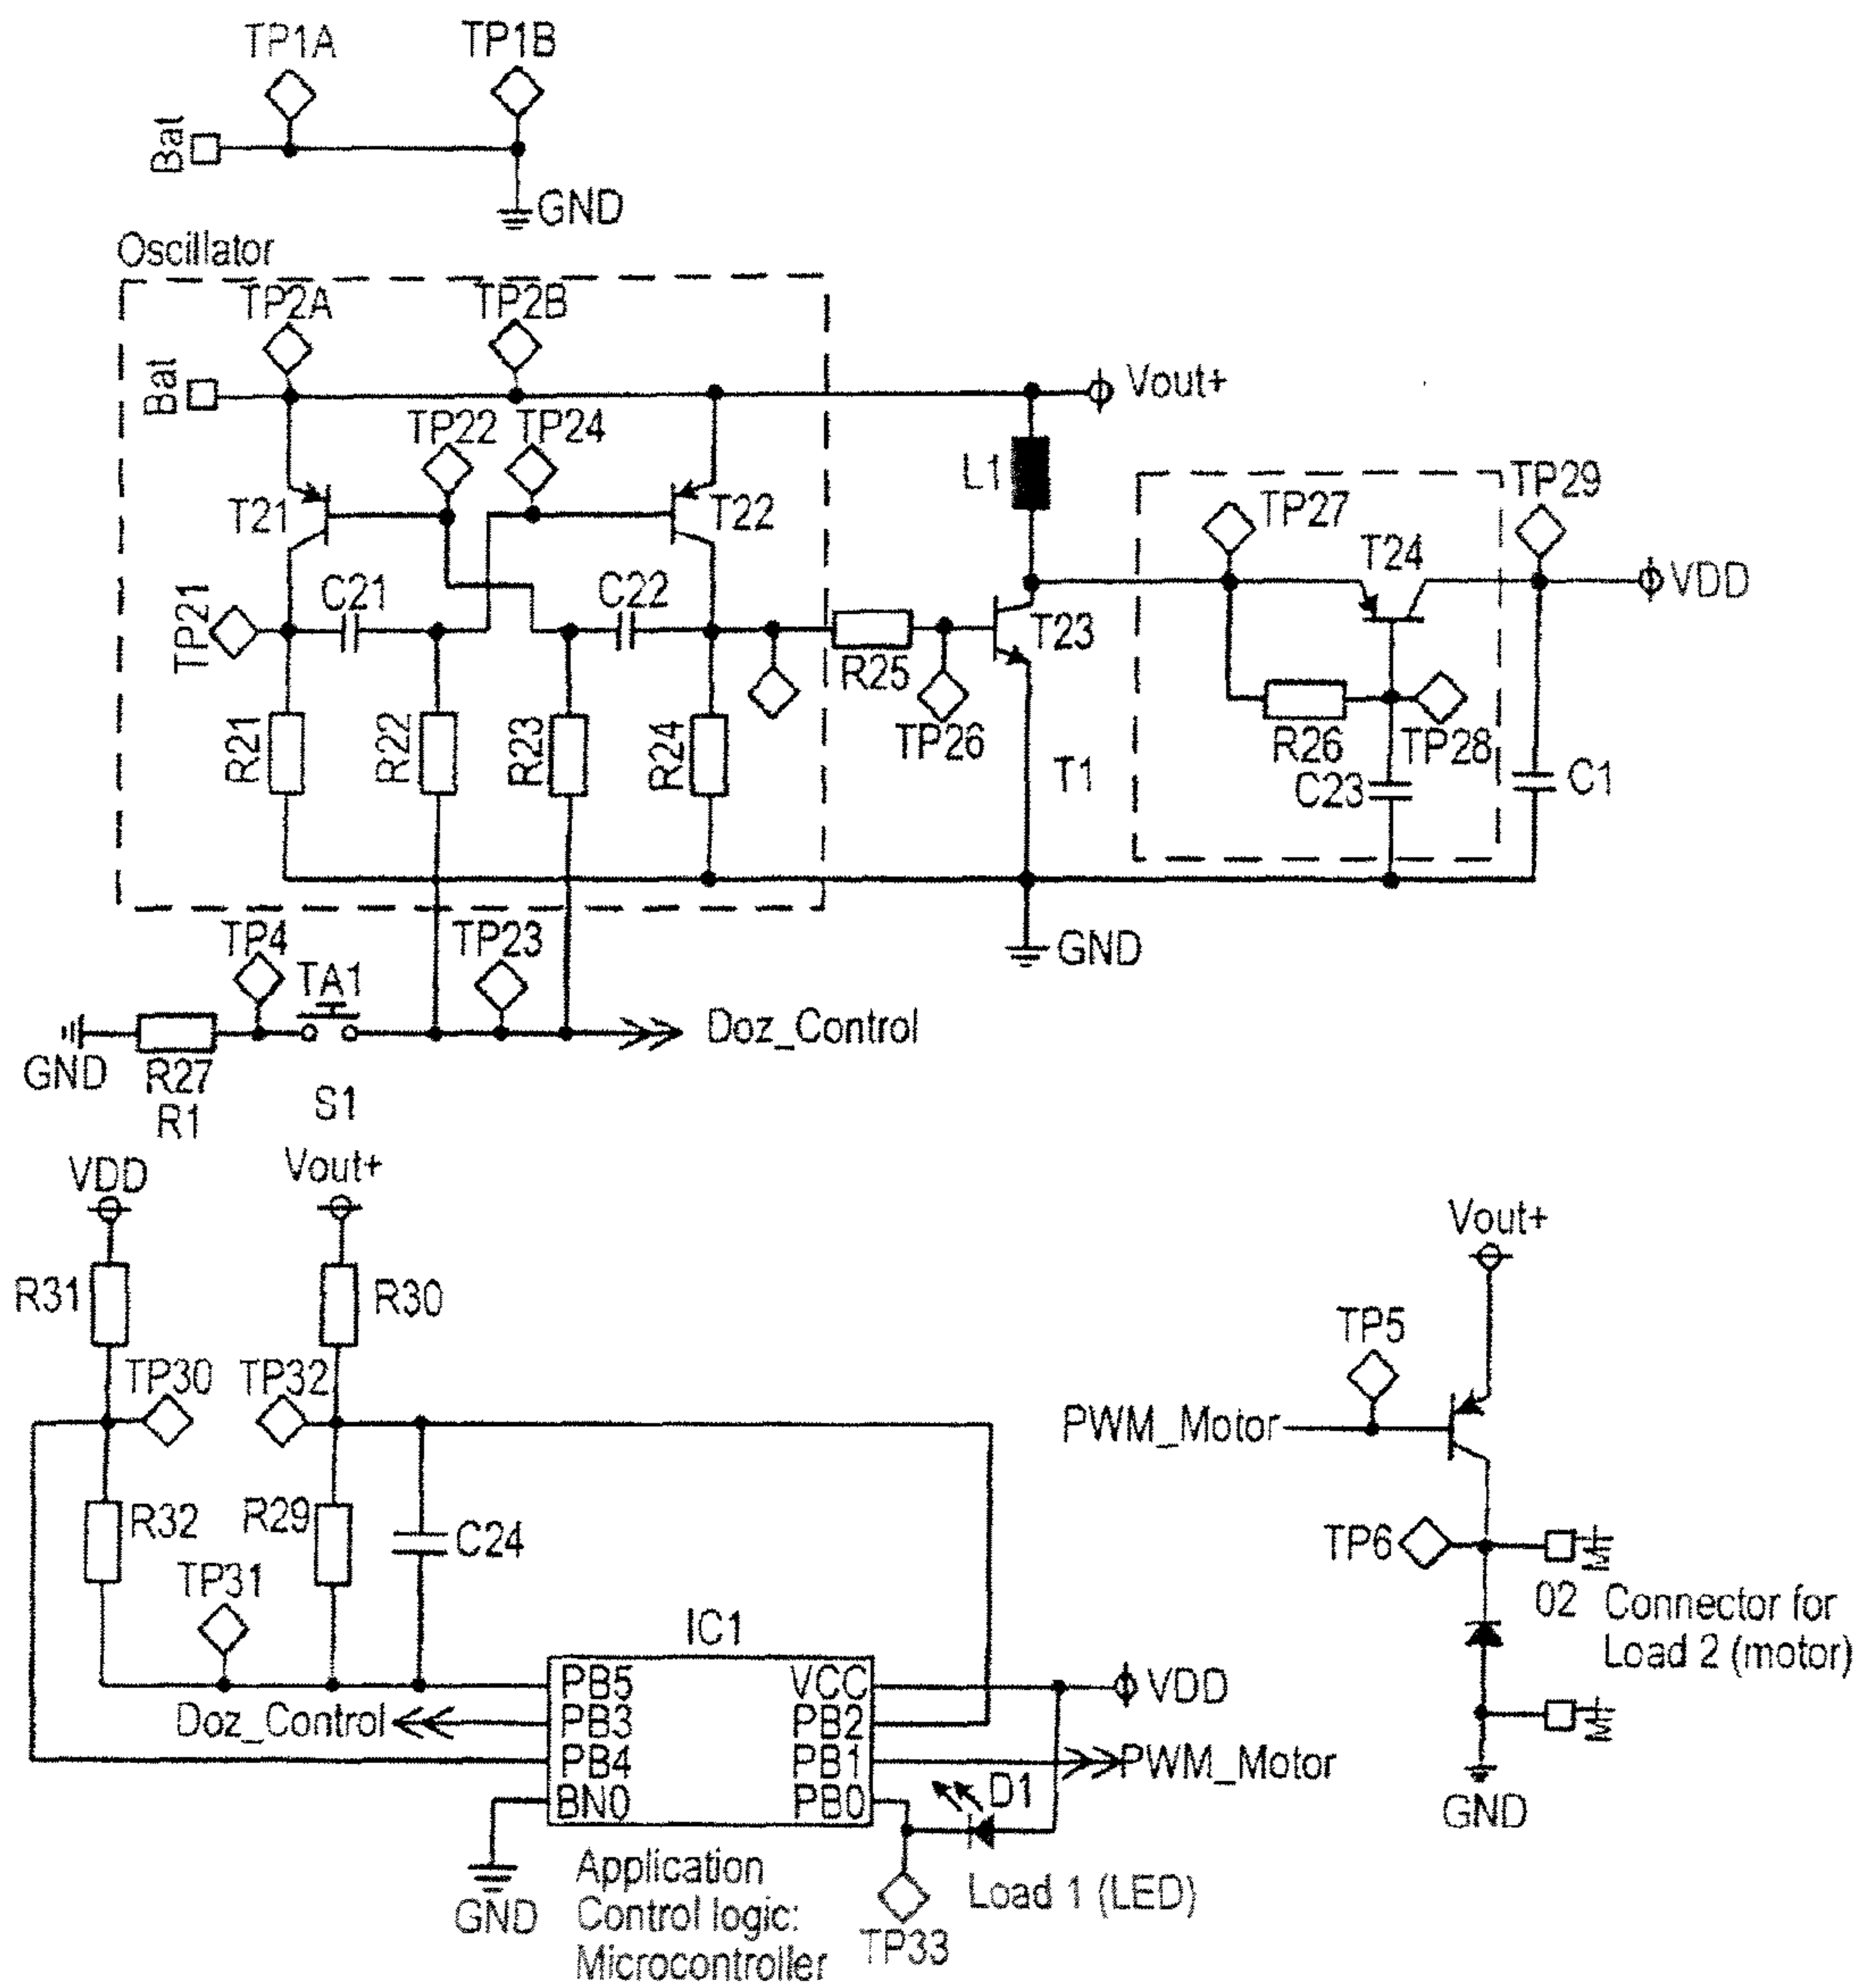 TP1A
TP1B
Bat
GND
Oscillator
TP2A
TP2B
Bat
Vout+
TP22
TP24
L1
T21
T22
TP27
TP29
T24
VDD
C21
C22
TP21
T23
R25
TP26
R21
R22
R23
R24
T1
R26
TP28
C23
C1
GND
TP4
TA1
TP23
Doz_Control
GND
R27
R1
S1
VDD
Vout+
Vout+
R31
R30
TP5
TP30
TP32
PWM_Motor
R32
R29
C24
TP6
M+
TP31
02
Connector for
Load 2 (motor)
IC1
PB5
VCC
VDD
Doz_Control
PB3
PB2
M+
PB4
PB1
PWM_Motor
BN0
PB0
D1
GND
GND
Application
Control logic:
Microcontroller
Load 1 (LED)
TP33